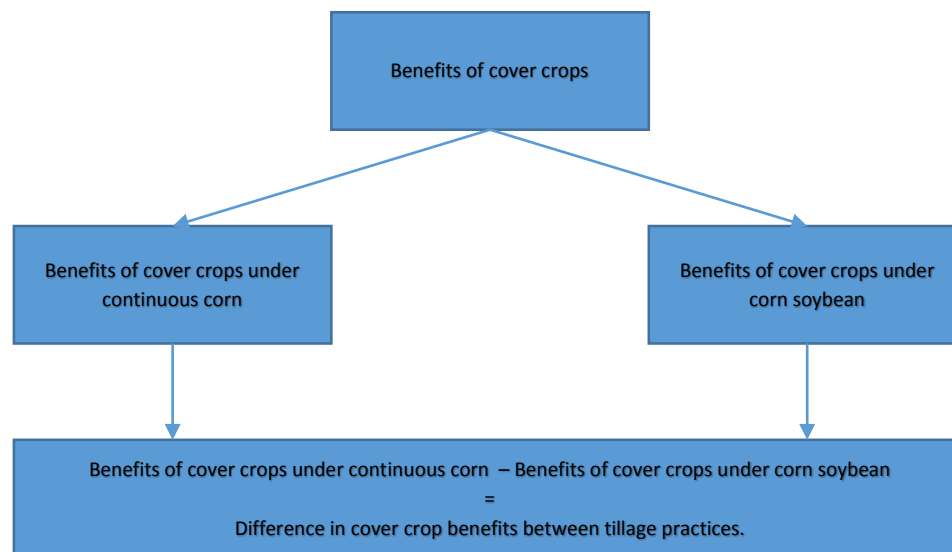 Benefits of cover crops
Benefits of cover crops under
continuous corn
Benefits of cover crops under
corn soybean
Benefits of cover crops under continuous corn – Benefits of cover crops under corn soybean
=
Difference in cover crop benefits between tillage practices.